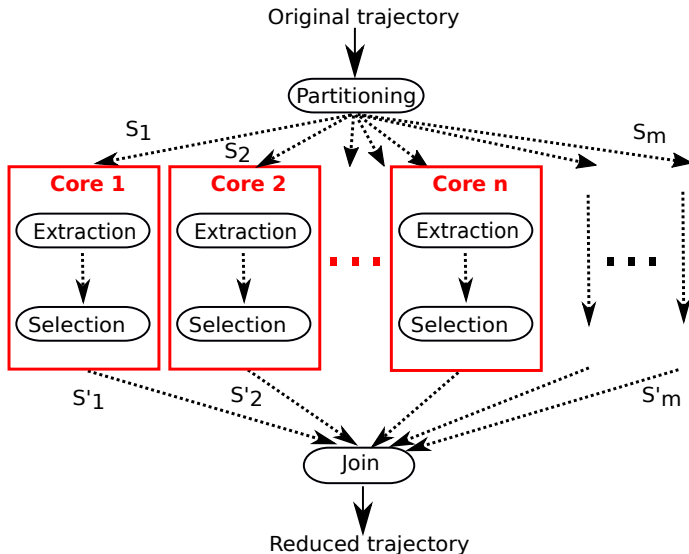 Original trajectory
Partitioning
S1
S2
Sm
Core 1
Core 2
Core n
Extraction
Extraction
Extraction
Selection
Selection
Selection
S'1
S'2
S'm
Join
Reduced trajectory